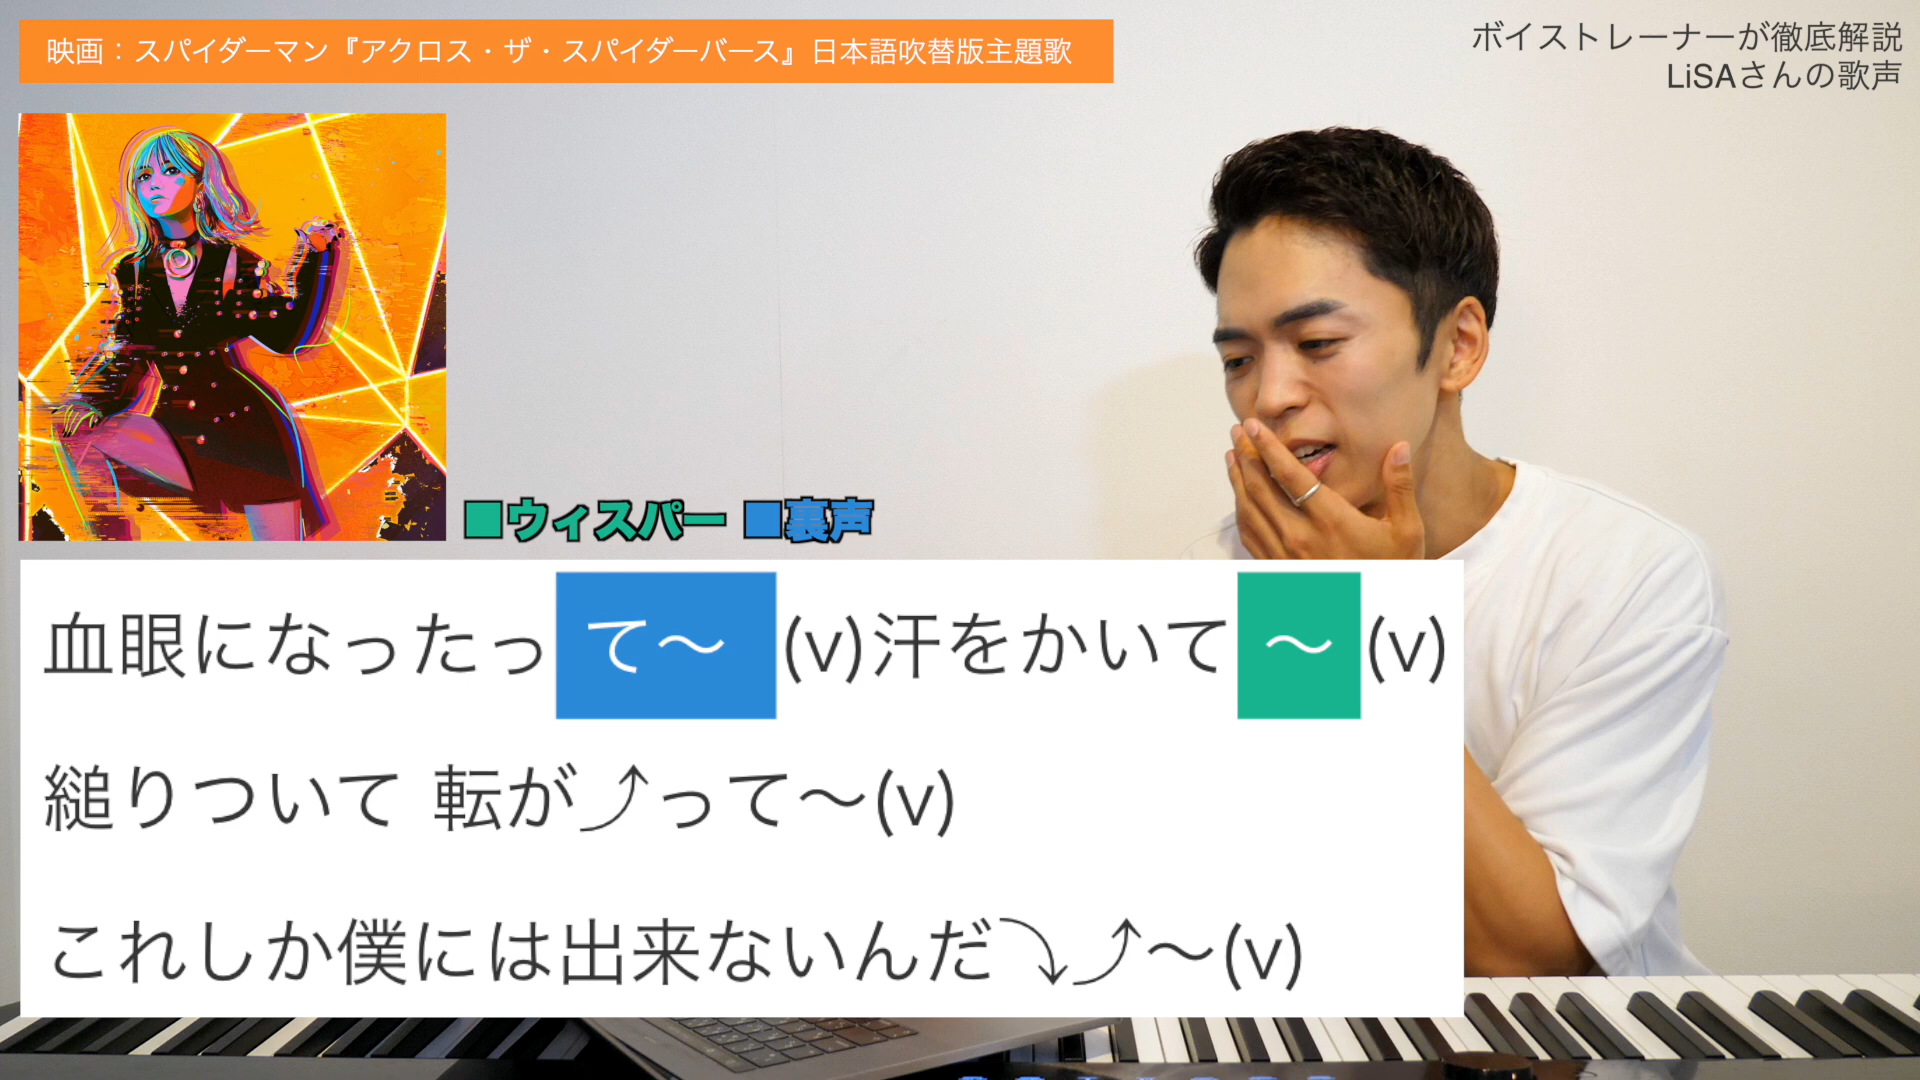 映画：スパイダーマン『アクロス・ザ・スパイダーバース』日本語吹替版主題歌
ボイストレーナーが徹底解説
LiSAさんの歌声
■ウィスパー ■裏声
血眼になったって〜(v)汗をかいて〜(v)
縋りついて 転が⤴って〜(v)
これしか僕には出来ないんだ⤵⤴〜(v)